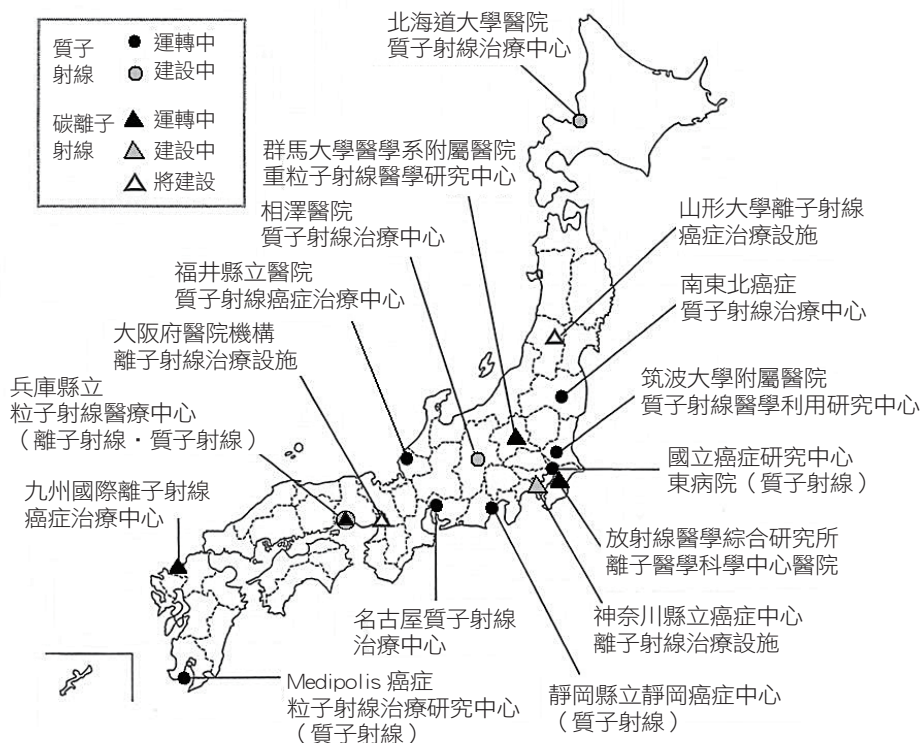 質子
射線
運轉中
建設中
碳離子
射線
運轉中
建設中
將建設
北海道大學醫院
質子射線治療中心
群馬大學醫學系附屬醫院
重粒子射線醫學研究中心
相澤醫院
質子射線治療中心
福井縣立醫院
質子射線癌症治療中心
大阪府醫院機構
離子射線治療設施
兵庫縣立
粒子射線醫療中心
(離子射線・質子射線)
九州國際離子射線
癌症治療中心
山形大學離子射線
癌症治療設施
南東北癌症
質子射線治療中心
筑波大學附屬醫院
質子射線醫學利用研究中心
國立癌症研究中心
東病院(質子射線)
放射線醫學綜合研究所
離子醫學科學中心醫院
神奈川縣立癌症中心
離子射線治療設施
靜岡縣立靜岡癌症中心
(質子射線)
名古屋質子射線
治療中心
Medipolis 癌症
粒子射線治療研究中心
(質子射線)